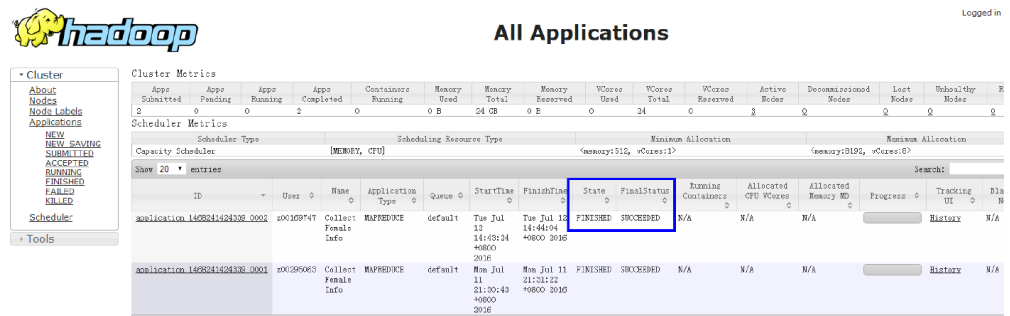 hadoop
All Applications
Logged in
Cluster
About
Nodes
Node Labels
Applications
NEW
NEW_SAVING
SUBMITTED
ACCEPTED
RUNNING
FINISHED
FAILED
KILLED
Scheduler
Tools
Cluster Metrics
Apps Submitted Apps Pending Apps Running Apps Completed Containers Running Memory Used Memory Total Memory Reserved VCores Used VCores Total VCores Reserved Active Nodes Decommissioned Nodes Lost Nodes Unhealthy Nodes R
2 0 0 2 0 0 B 24 GB 0 B 0 24 0 3 0 0 0 0
Scheduler Metrics
Scheduler Type Scheduling Resource Type Minimum Allocation Maximum Allocation
Capacity Scheduler [MEMORY, CPU] <memory:512, vCores:1> <memory:8192, vCores:8>
Show 20 entries Search:
ID User Name Application Type Queue StartTime FinishTime State FinalStatus Running Containers Allocated CPU VCores Allocated Memory MB Progress Tracking UI Bla
application_1468241424339_0002 Collect MAPREDUCE default Tue Jul Tue Jul 12 FINISHED SUCCEEDED N/A N/A N/A History N/A
Female 12 14:44:04
Info 14:43:24 +0800 2016
+0800
2016
application_1468241424339_0001 z00295063 Collect MAPREDUCE default Mon Jul Mon Jul 11 FINISHED SUCCEEDED N/A N/A N/A History N/A
Female 11 21:31:22
Info 21:30:43 +0800 2016
+0800
2016